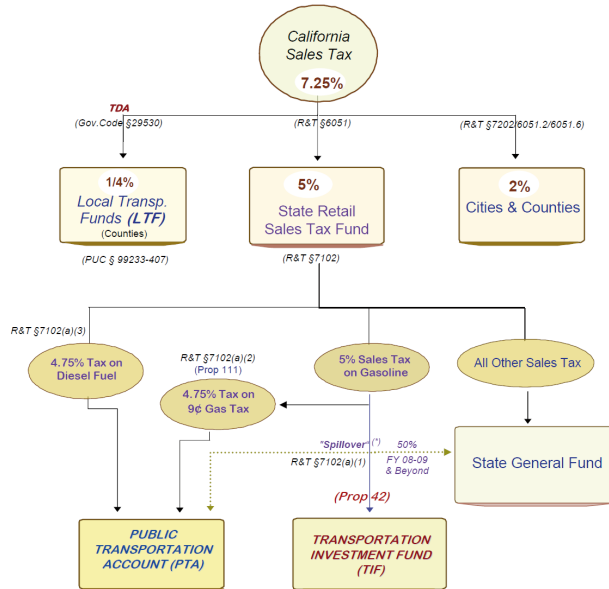 California
Sales Tax
7.25%
TDA
(Gov.Code §29530)
(R&T §6051)
(R&T §7202/6051.2/6051.6)
1/4%
Local Transp.
Funds (LTF)
(Counties)
5%
State Retail
Sales Tax Fund
2%
Cities & Counties
(PUC § 99233-407)
(R&T §7102)
R&T §7102(a)(3)
4.75% Tax on
Diesel Fuel
R&T §7102(a)(2)
(Prop 111)
4.75% Tax on
9¢ Gas Tax
5% Sales Tax
on Gasoline
All Other Sales Tax
"Spillover" (*)
50%
R&T §7102(a)(1)
FY 08-09
& Beyond
State General Fund
(Prop 42)
PUBLIC
TRANSPORTATION
ACCOUNT (PTA)
TRANSPORTATION
INVESTMENT FUND
(TIF)